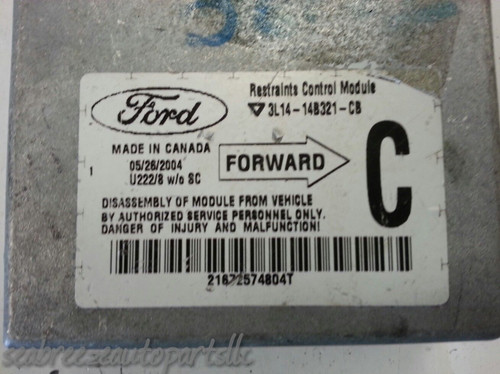 Ford
Restraints Control Module
3L14-14B321-CB
MADE IN CANADA
05/26/2004
U222/8 w/o SC
1
FORWARD
C
DISASSEMBLY OF MODULE FROM VEHICLE
BY AUTHORIZED SERVICE PERSONNEL ONLY.
DANGER OF INJURY AND MALFUNCTION!
seabreezeautopartsllc